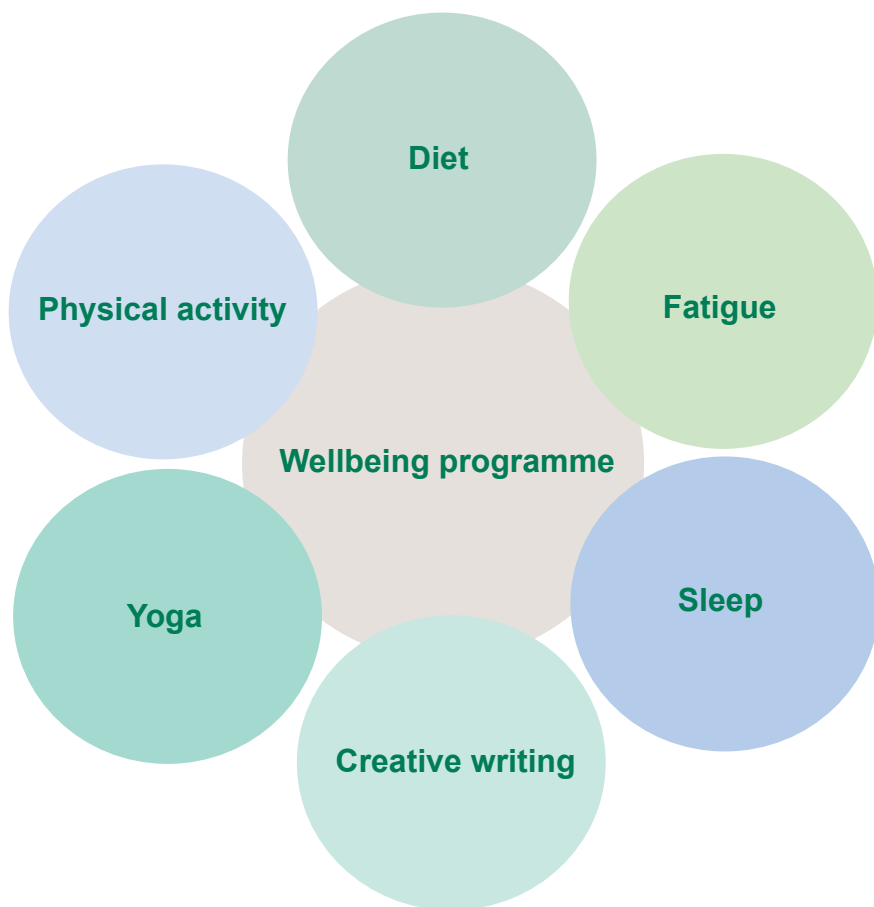 Diet
Physical activity
Fatigue
Wellbeing programme
Yoga
Sleep
Creative writing